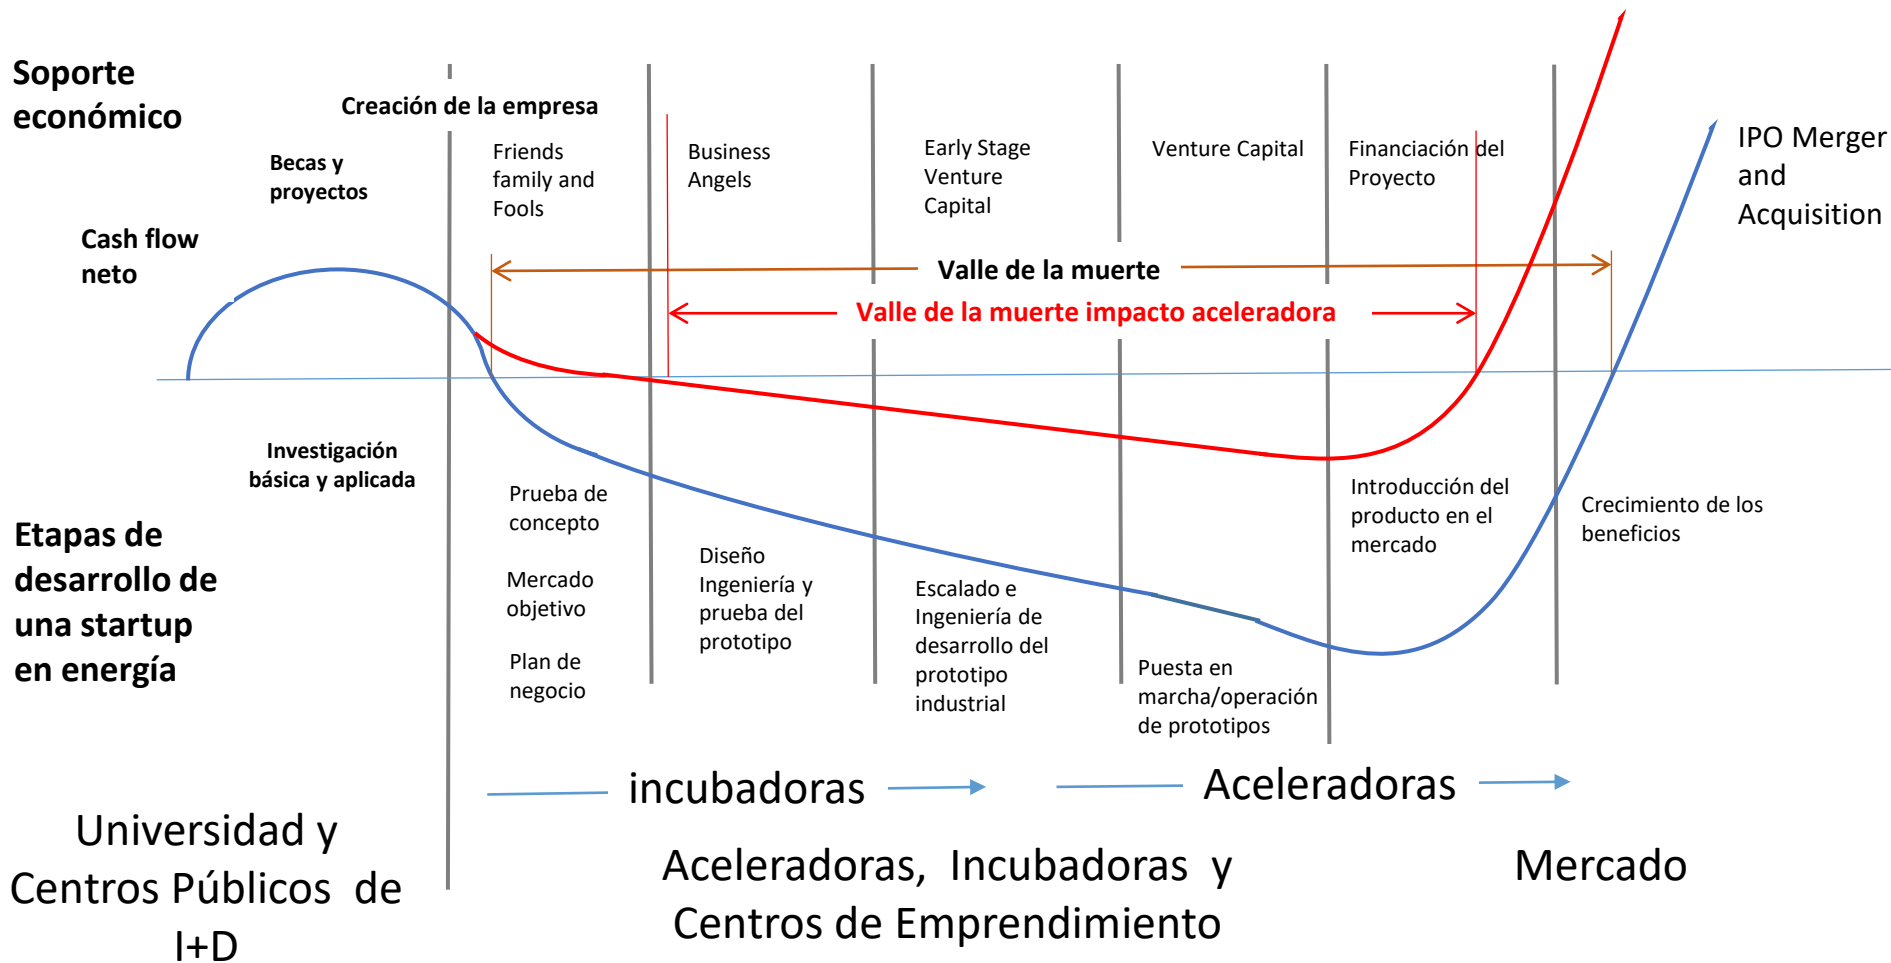 Soporte
económico
Creación de la empresa
Becas y
proyectos
Friends
family and
Fools
Business
Angels
Early Stage
Venture
Capital
Venture Capital
Financiación del
Proyecto
IPO Merger
and
Acquisition
Cash flow
neto
Valle de la muerte
Valle de la muerte impacto aceleradora
Investigación
básica y aplicada
Etapas de
desarrollo de
una startup
en energía
Prueba de
concepto
Mercado
objetivo
Plan de
negocio
Diseño
Ingeniería y
prueba del
prototipo
Escalado e
Ingeniería de
desarrollo del
prototipo
industrial
Puesta en
marcha/operación
de prototipos
Introducción del
producto en el
mercado
Crecimiento de los
beneficios
incubadoras
Aceleradoras
Universidad y
Centros Públicos de
I+D
Aceleradoras, Incubadoras y
Centros de Emprendimiento
Mercado